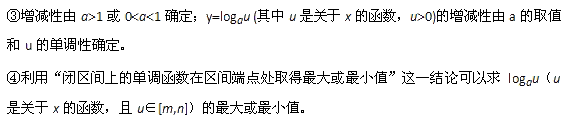 ③增减性由 a>1 或 0<a<1 确定；y=logₐu (其中 u 是关于 x 的函数，u>0)的增减性由 a 的取值
和 u 的单调性确定。
④利用“闭区间上的单调函数在区间端点处取得最大或最小值”这一结论可以求 logₐu（u
是关于 x 的函数，且 u∈[m,n]）的最大或最小值。